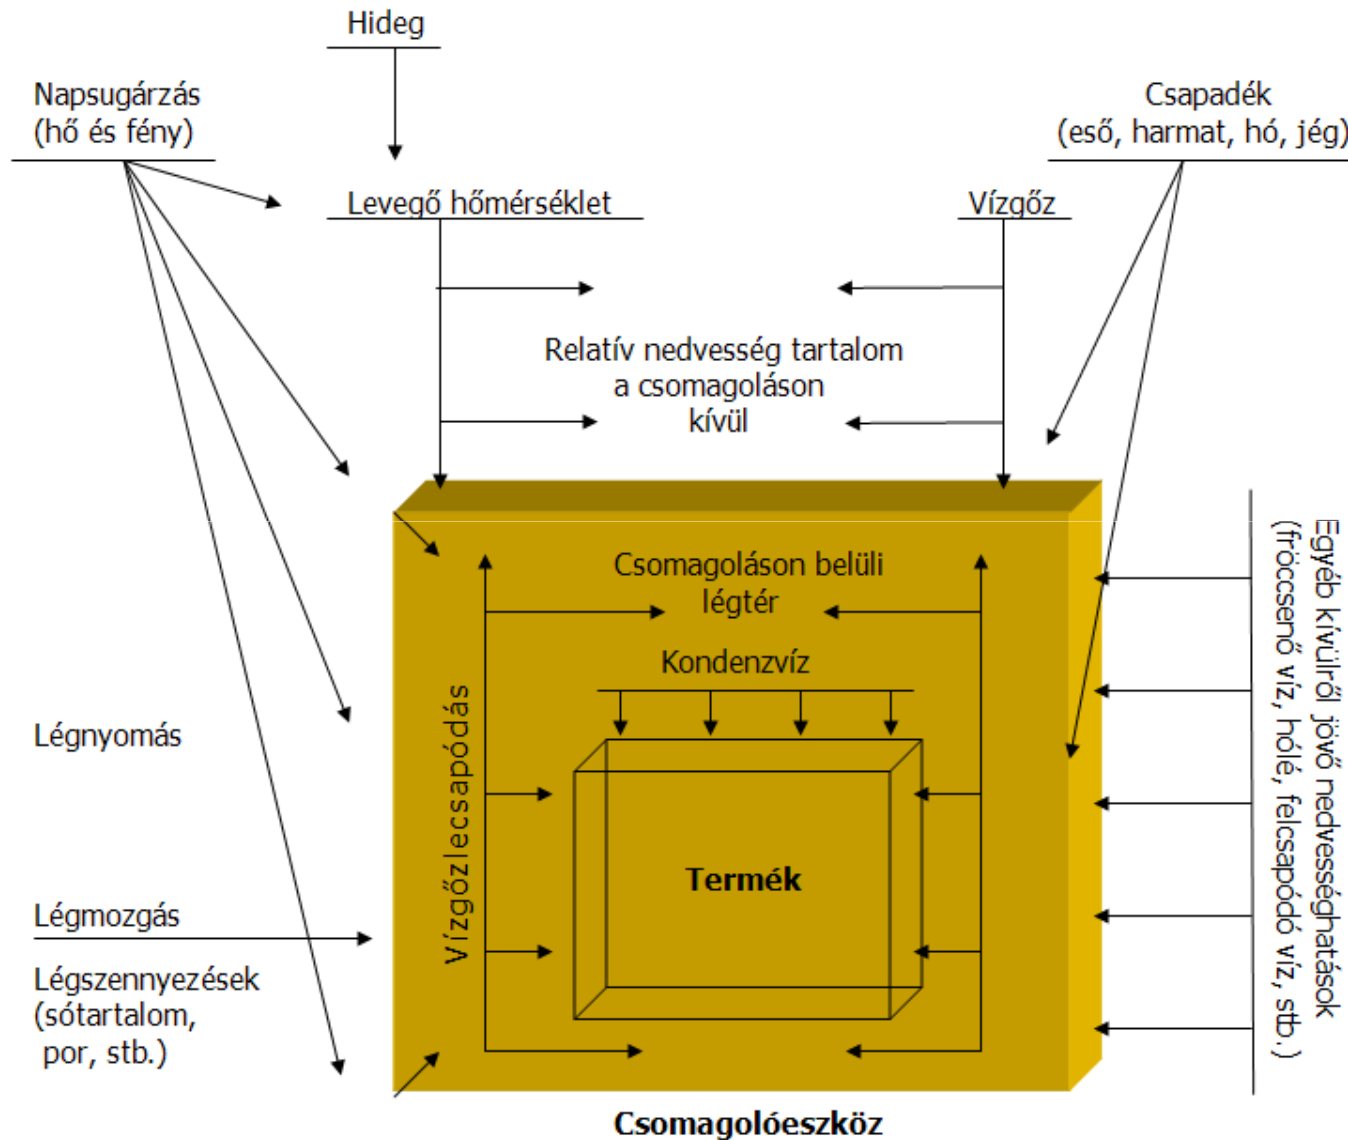 Hideg
Napsugárzás
(hő és fény)
Csapadék
(eső, harmat, hó, jég)
Levegő hőmérséklet
Vízgőz
Relatív nedvesség tartalom
a csomagoláson
kívül
Csomagoláson belüli
légtér
Kondenzvíz
Vízgőzlecsapódás
Termék
Légnyomás
Légmozgás
Légszennyezések
(sótartalom,
por, stb.)
Egyéb kívülről jövő nedvességhatások
(fröccsenő víz, hólé, felcsapódó víz, stb.)
Csomagolóeszköz